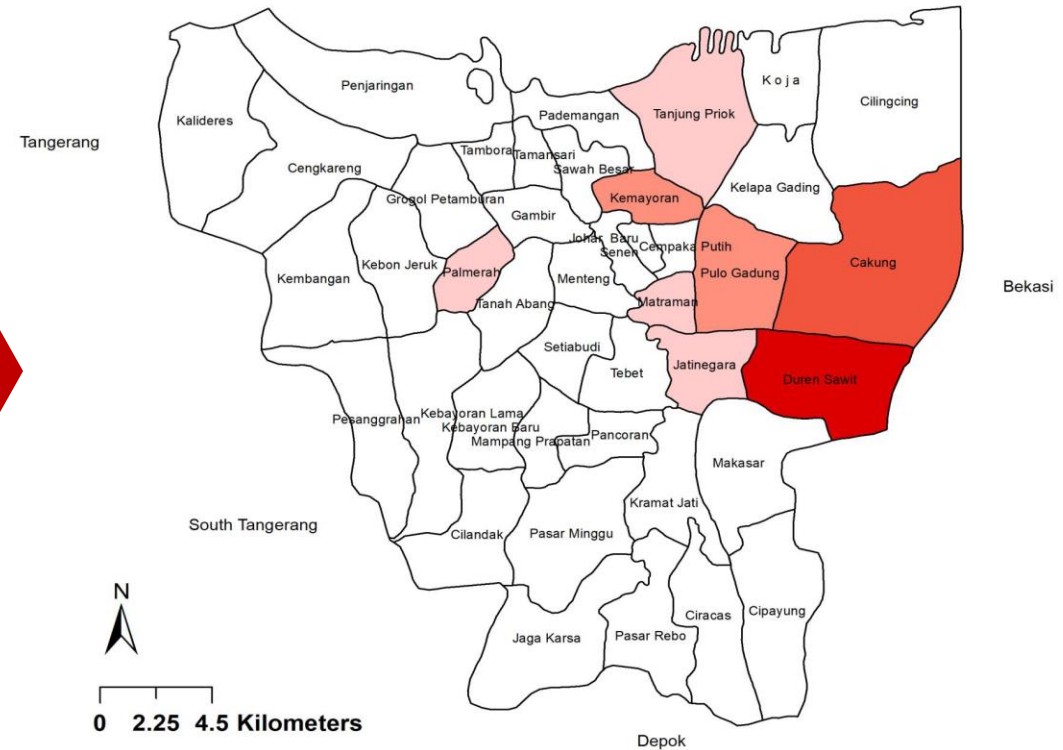 Koja
Penjaringan
Cilingcing
Tanjung Priok
Pademangan
Kalideres
Tangerang
Tambora
Tamansari
Cengkareng
Sawah Besar
Kelapa Gading
Grogol Petamburan
Kemayoran
Gambir
Johar Baru
Senen
Cempaka Putih
Kebon Jeruk
Cakung
Palmerah
Pulo Gadung
Kembangan
Menteng
Bekasi
Tanah Abang
Matraman
Setiabudi
Jatinegara
Tebet
Duren Sawit
Kebayoran Lama
Pesanggrahan
Kebayoran Baru
Pancoran
Mampang Prapatan
Makasar
Kramat Jati
South Tangerang
Cilandak
Pasar Minggu
N
Cipayung
Ciracas
Jaga Karsa
Pasar Rebo
0 2.25 4.5 Kilometers
Depok